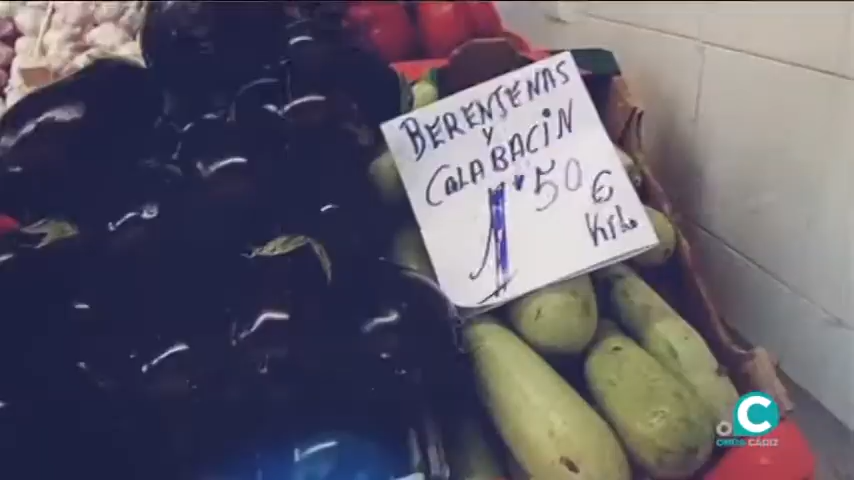 BERENJENAS
Y
CALABACIN
1'50 €
Kilo
C
ONDA CÁDIZ